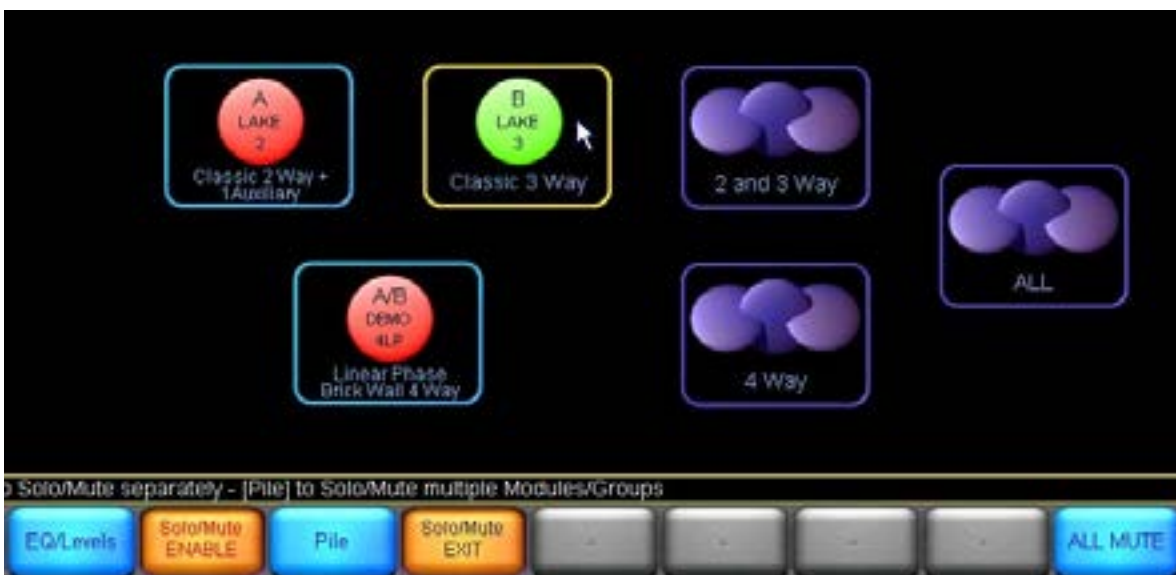 A
LAKE
2
Classic 2 Way +
1Auxiliary
B
LAKE
3
Classic 3 Way
2 and 3 Way
ALL
A/B
DEMO
4LP
Linear Phase
Brick Wall 4 Way
4 Way
Solo/Mute separately - [Pile] to Solo/Mute multiple Modules/Groups
EQ/Levels
Solo/Mute
ENABLE
Pile
Solo/Mute
EXIT
ALL MUTE